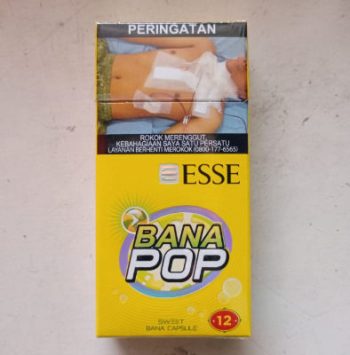 PERINGATAN
ROKOK MERENGGUT
KEBAHAGIAAN SAYA SATU PERSATU
LAYANAN BERHENTI MEROKOK (0800-177-6565)
ESSE
BANA
POP
SWEET
BANA CAPSULE
12